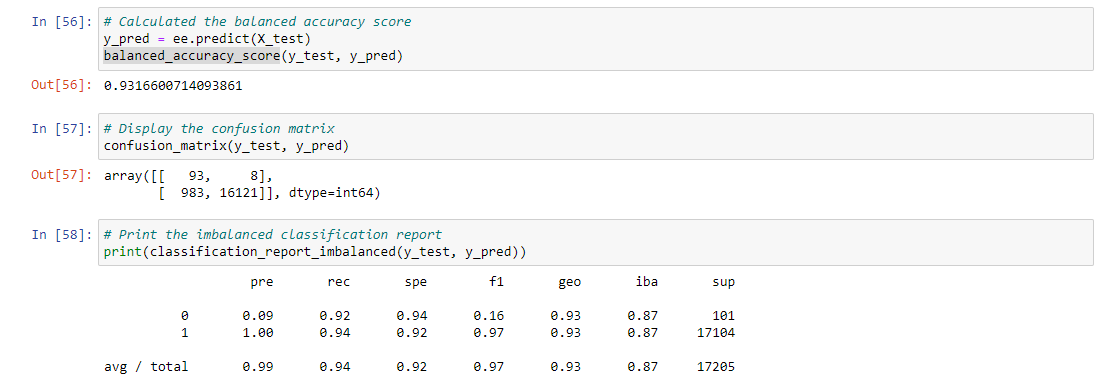 In [56]: # Calculated the balanced accuracy score
y_pred = ee.predict(X_test)
balanced_accuracy_score(y_test, y_pred)
Out[56]: 0.9316600714093861
In [57]: # Display the confusion matrix
confusion_matrix(y_test, y_pred)
Out[57]: array([[   93,     8],
       [  983, 16121]], dtype=int64)
In [58]: # Print the imbalanced classification report
print(classification_report_imbalanced(y_test, y_pred))
pre rec spe f1 geo iba sup
0 0.09 0.92 0.94 0.16 0.93 0.87 101
1 1.00 0.94 0.92 0.97 0.93 0.87 17104
avg / total 0.99 0.94 0.92 0.97 0.93 0.87 17205